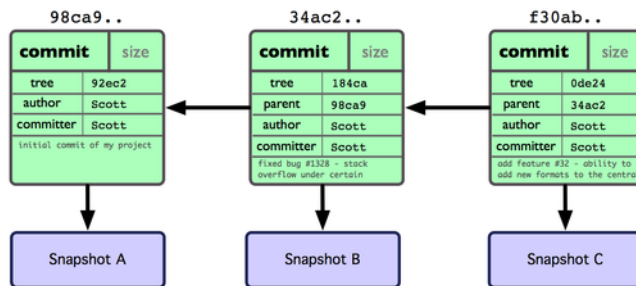 98ca9..
34ac2..
f30ab..
commit size
tree 92ec2
author Scott
committer Scott
initial commit of my project
commit size
tree 184ca
parent 98ca9
author Scott
committer Scott
fixed bug #1328 - stack
overflow under certain
commit size
tree 0de24
parent 34ac2
author Scott
committer Scott
add feature #32 - ability to
add new formats to the centra
Snapshot A
Snapshot B
Snapshot C